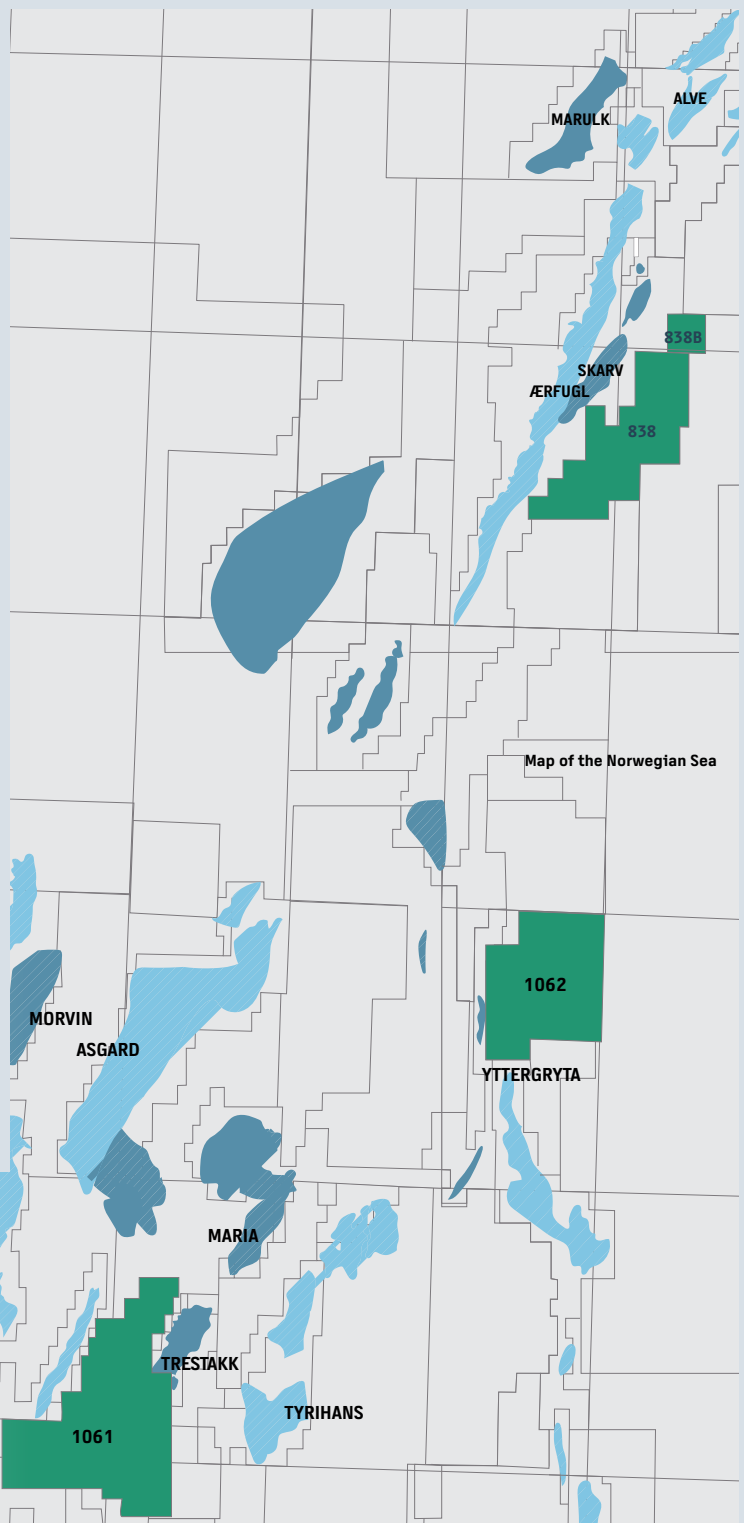 ALVE
MARULK
838B
SKARV
ÆRFUGL
838
Map of the Norwegian Sea
1062
MORVIN
ASGARD
YTTERGRYTA
MARIA
TRESTAKK
TYRIHANS
1061